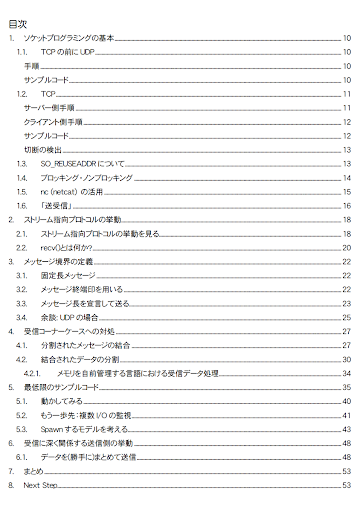 目次
1. ソケットプログラミングの基本 10
1.1. TCP の前に UDP 10
手順 10
サンプルコード 10
1.2. TCP 11
サーバー側手順 11
クライアント側手順 12
サンプルコード 12
切断の検出 13
1.3. SO_REUSEADDR について 13
1.4. ブロッキング・ノンブロッキング 14
1.5. nc (netcat) の活用 15
1.6. 「送受信」 16
2. ストリーム指向プロトコルの挙動 18
2.1. ストリーム指向プロトコルの挙動を見る 18
2.2. recv()とは何か? 20
3. メッセージ境界の定義 22
3.1. 固定長メッセージ 22
3.2. メッセージ終端印を用いる 22
3.3. メッセージ長を宣言して送る 23
3.4. 余談: UDP の場合 25
4. 受信コーナーケースへの対処 27
4.1. 分割されたメッセージの結合 27
4.2. 結合されたデータの分割 30
4.2.1. メモリを自前管理する言語における受信データ処理 34
5. 最低限のサンプルコード 35
5.1. 動かしてみる 40
5.2. もう一歩先：複数 I/O の監視 41
5.3. Spawn するモデルを考える 43
6. 受信に深く関係する送信側の挙動 48
6.1. データを(勝手に)まとめて送信 48
7. まとめ 53
8. Next Step 53